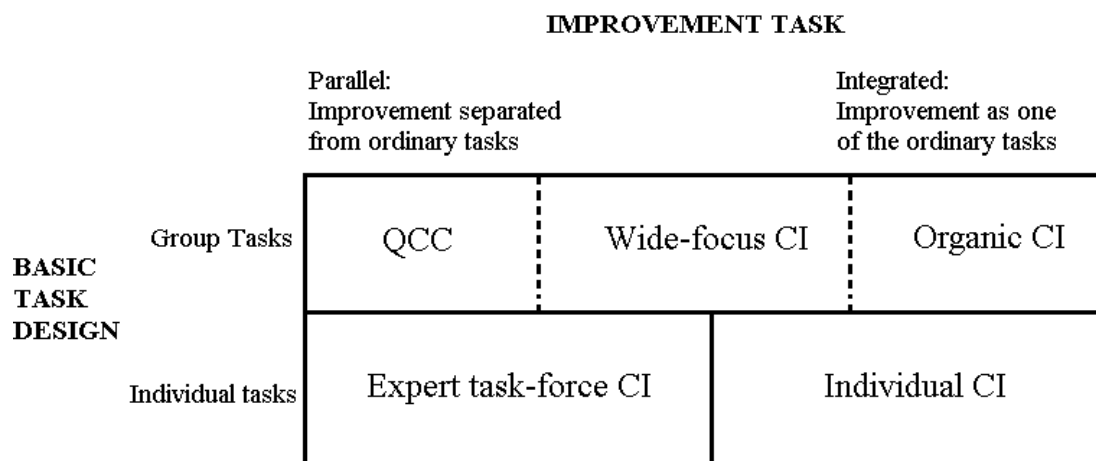 IMPROVEMENT TASK
Parallel:
Improvement separated
from ordinary tasks
Integrated:
Improvement as one
of the ordinary tasks
BASIC
TASK
DESIGN
Group Tasks
QCC
Wide-focus CI
Organic CI
Individual tasks
Expert task-force CI
Individual CI